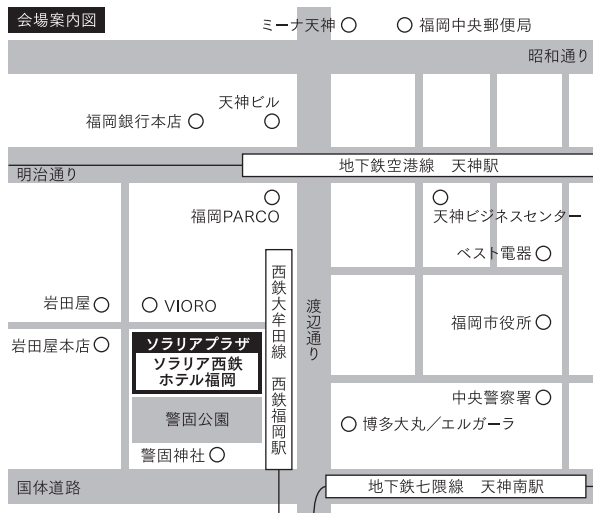 会場案内図
ミーナ天神
福岡中央郵便局
昭和通り
天神ビル
福岡銀行本店
地下鉄空港線　天神駅
明治通り
福岡PARCO
天神ビジネスセンター
ベスト電器
岩田屋
VIORO
西鉄大牟田線　西鉄福岡駅
渡辺通り
福岡市役所
岩田屋本店
ソラリアプラザ
ソラリア西鉄
ホテル福岡
警固公園
中央警察署
博多大丸／エルガーラ
警固神社
国体道路
地下鉄七隈線　天神南駅